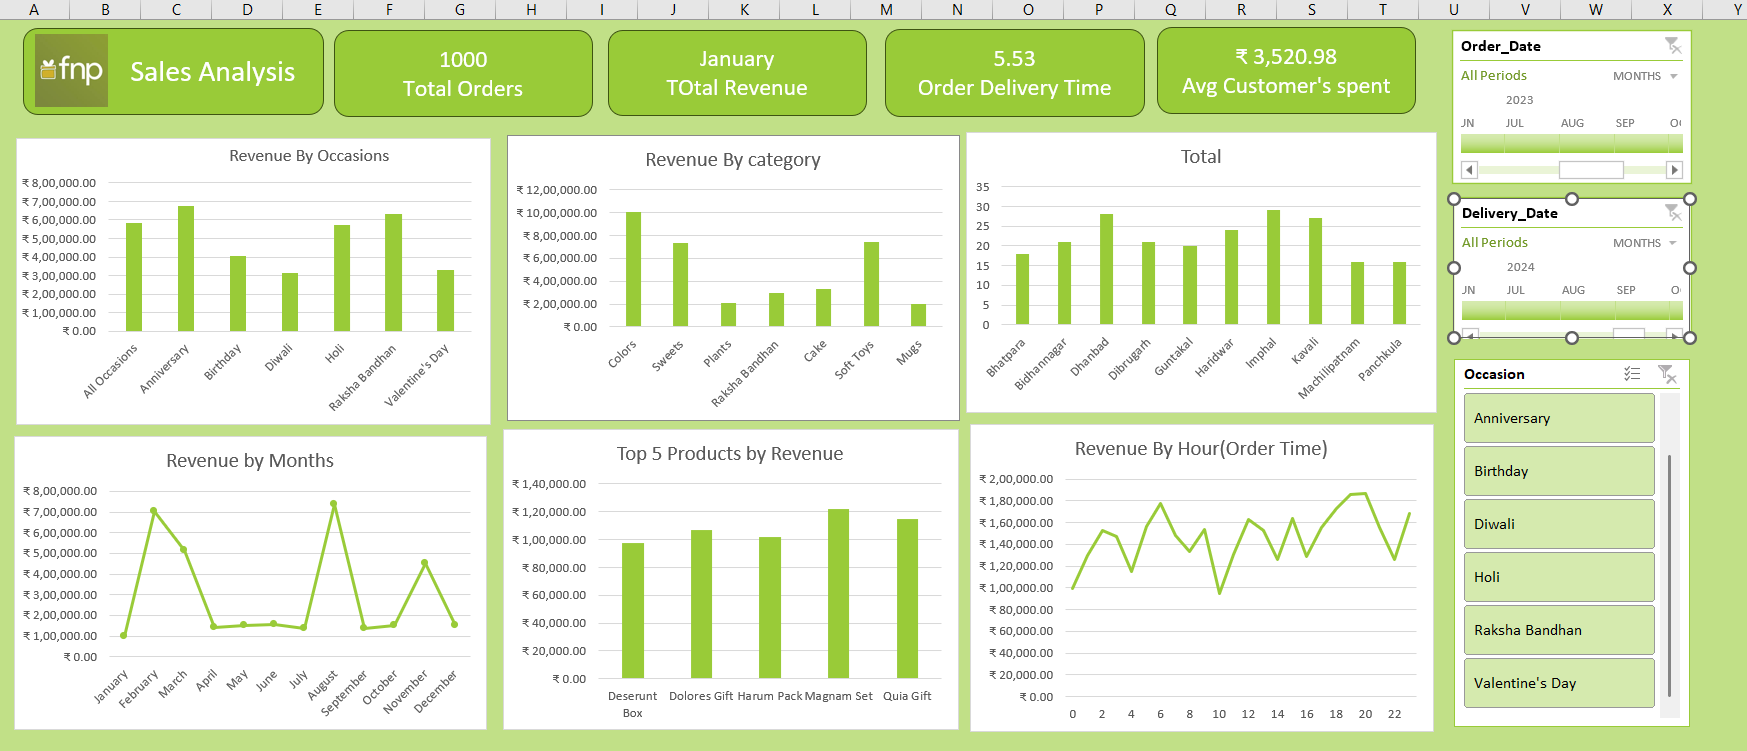 A B C D E F G H I J K L M N O P Q R S T U V W X Y
fnp
Sales Analysis
1000
Total Orders
January
TOtal Revenue
5.53
Order Delivery Time
₹ 3,520.98
Avg Customer's spent
Order_Date
All Periods
MONTHS
2023
JN JUL AUG SEP
Delivery_Date
All Periods
MONTHS
2024
JN JUL AUG SEP
Occasion
Anniversary
Birthday
Diwali
Holi
Raksha Bandhan
Valentine's Day
Revenue By Occasions
₹ 8,00,000.00
₹ 7,00,000.00
₹ 6,00,000.00
₹ 5,00,000.00
₹ 4,00,000.00
₹ 3,00,000.00
₹ 2,00,000.00
₹ 1,00,000.00
₹ 0.00
All Occasions
Anniversary
Birthday
Diwali
Holi
Raksha Bandhan
Valentine's Day
Revenue By category
₹ 12,00,000.00
₹ 10,00,000.00
₹ 8,00,000.00
₹ 6,00,000.00
₹ 4,00,000.00
₹ 2,00,000.00
₹ 0.00
Colors
Sweets
Plants
Raksha Bandhan
Cake
Soft Toys
Mugs
Total
35
30
25
20
15
10
5
0
Bhatpara
Bidhannagar
Dhanbad
Dibrugarh
Guntakal
Haridwar
Imphal
Kavali
Machilipatnam
Panchkula
Revenue by Months
₹ 8,00,000.00
₹ 7,00,000.00
₹ 6,00,000.00
₹ 5,00,000.00
₹ 4,00,000.00
₹ 3,00,000.00
₹ 2,00,000.00
₹ 1,00,000.00
₹ 0.00
January
February
March
April
May
June
July
August
September
October
November
December
Top 5 Products by Revenue
₹ 1,40,000.00
₹ 1,20,000.00
₹ 1,00,000.00
₹ 80,000.00
₹ 60,000.00
₹ 40,000.00
₹ 20,000.00
₹ 0.00
Deserunt Box
Dolores Gift
Harum Pack
Magnam Set
Quia Gift
Revenue By Hour(Order Time)
₹ 2,00,000.00
₹ 1,80,000.00
₹ 1,60,000.00
₹ 1,40,000.00
₹ 1,20,000.00
₹ 1,00,000.00
₹ 80,000.00
₹ 60,000.00
₹ 40,000.00
₹ 20,000.00
₹ 0.00
0 2 4 6 8 10 12 14 16 18 20 22